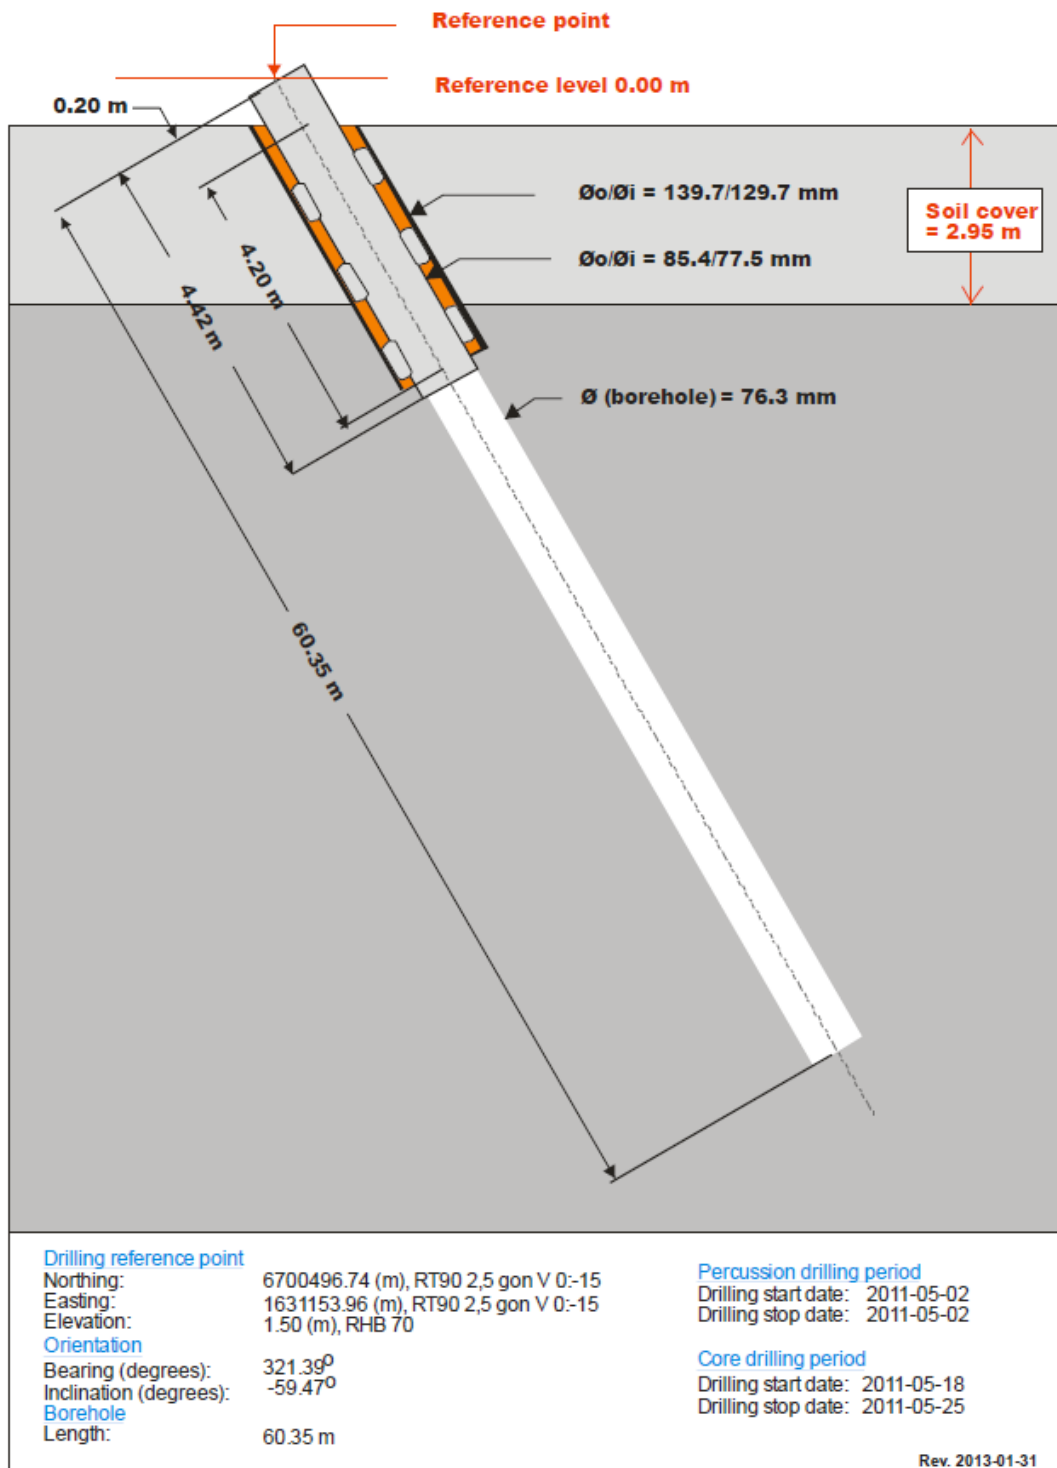 Reference point
Reference level 0.00 m
0.20 m
Øo/Øi = 139.7/129.7 mm
Soil cover
= 2.95 m
4.20 m
Øo/Øi = 85.4/77.5 mm
4.42 m
Ø (borehole) = 76.3 mm
60.35 m
Drilling reference point
Northing: 6700496.74 (m), RT90 2,5 gon V 0:-15
Easting: 1631153.96 (m), RT90 2,5 gon V 0:-15
Elevation: 1.50 (m), RHB 70
Orientation
Bearing (degrees): 321.39°
Inclination (degrees): -59.47°
Borehole
Length: 60.35 m
Percussion drilling period
Drilling start date: 2011-05-02
Drilling stop date: 2011-05-02
Core drilling period
Drilling start date: 2011-05-18
Drilling stop date: 2011-05-25
Rev. 2013-01-31